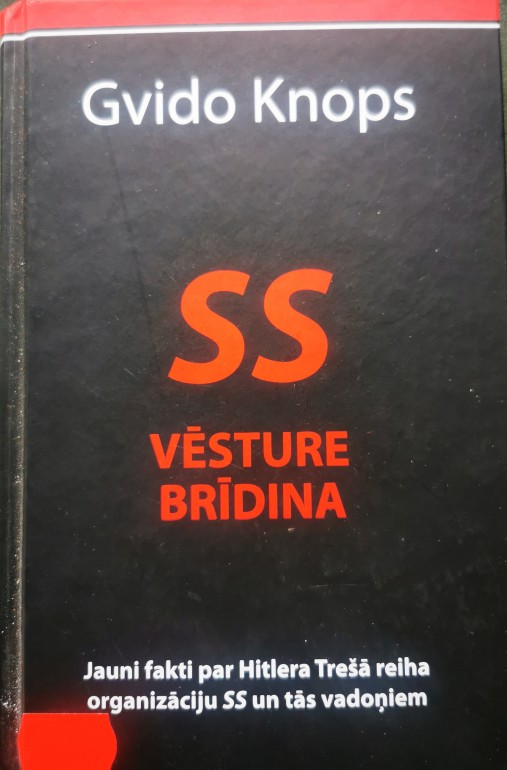 Gvido Knops
SS
VĒSTURE
BRĪDINA
Jauni fakti par Hitlera Trešā reiha
organizāciju SS un tās vadoņiem